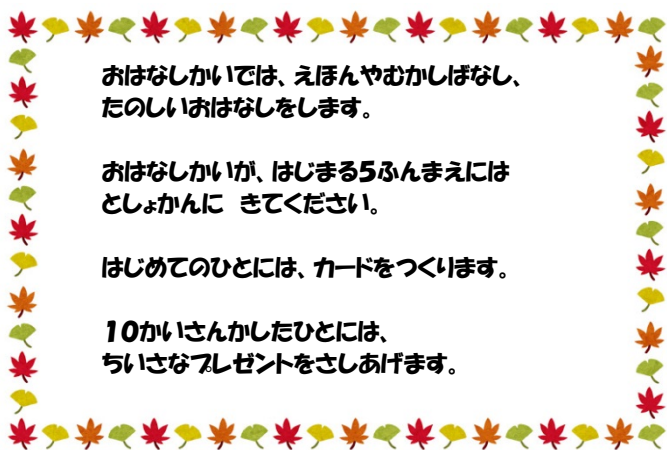 おはなしかいでは、えほんやむかしばなし、
たのしいおはなしをします。
おはなしかいが、はじまる5ふんまえには
としょかんに　きてください。
はじめてのひとには、カードをつくります。
10かいさんかしたひとには、
ちいさなプレゼントをさしあげます。